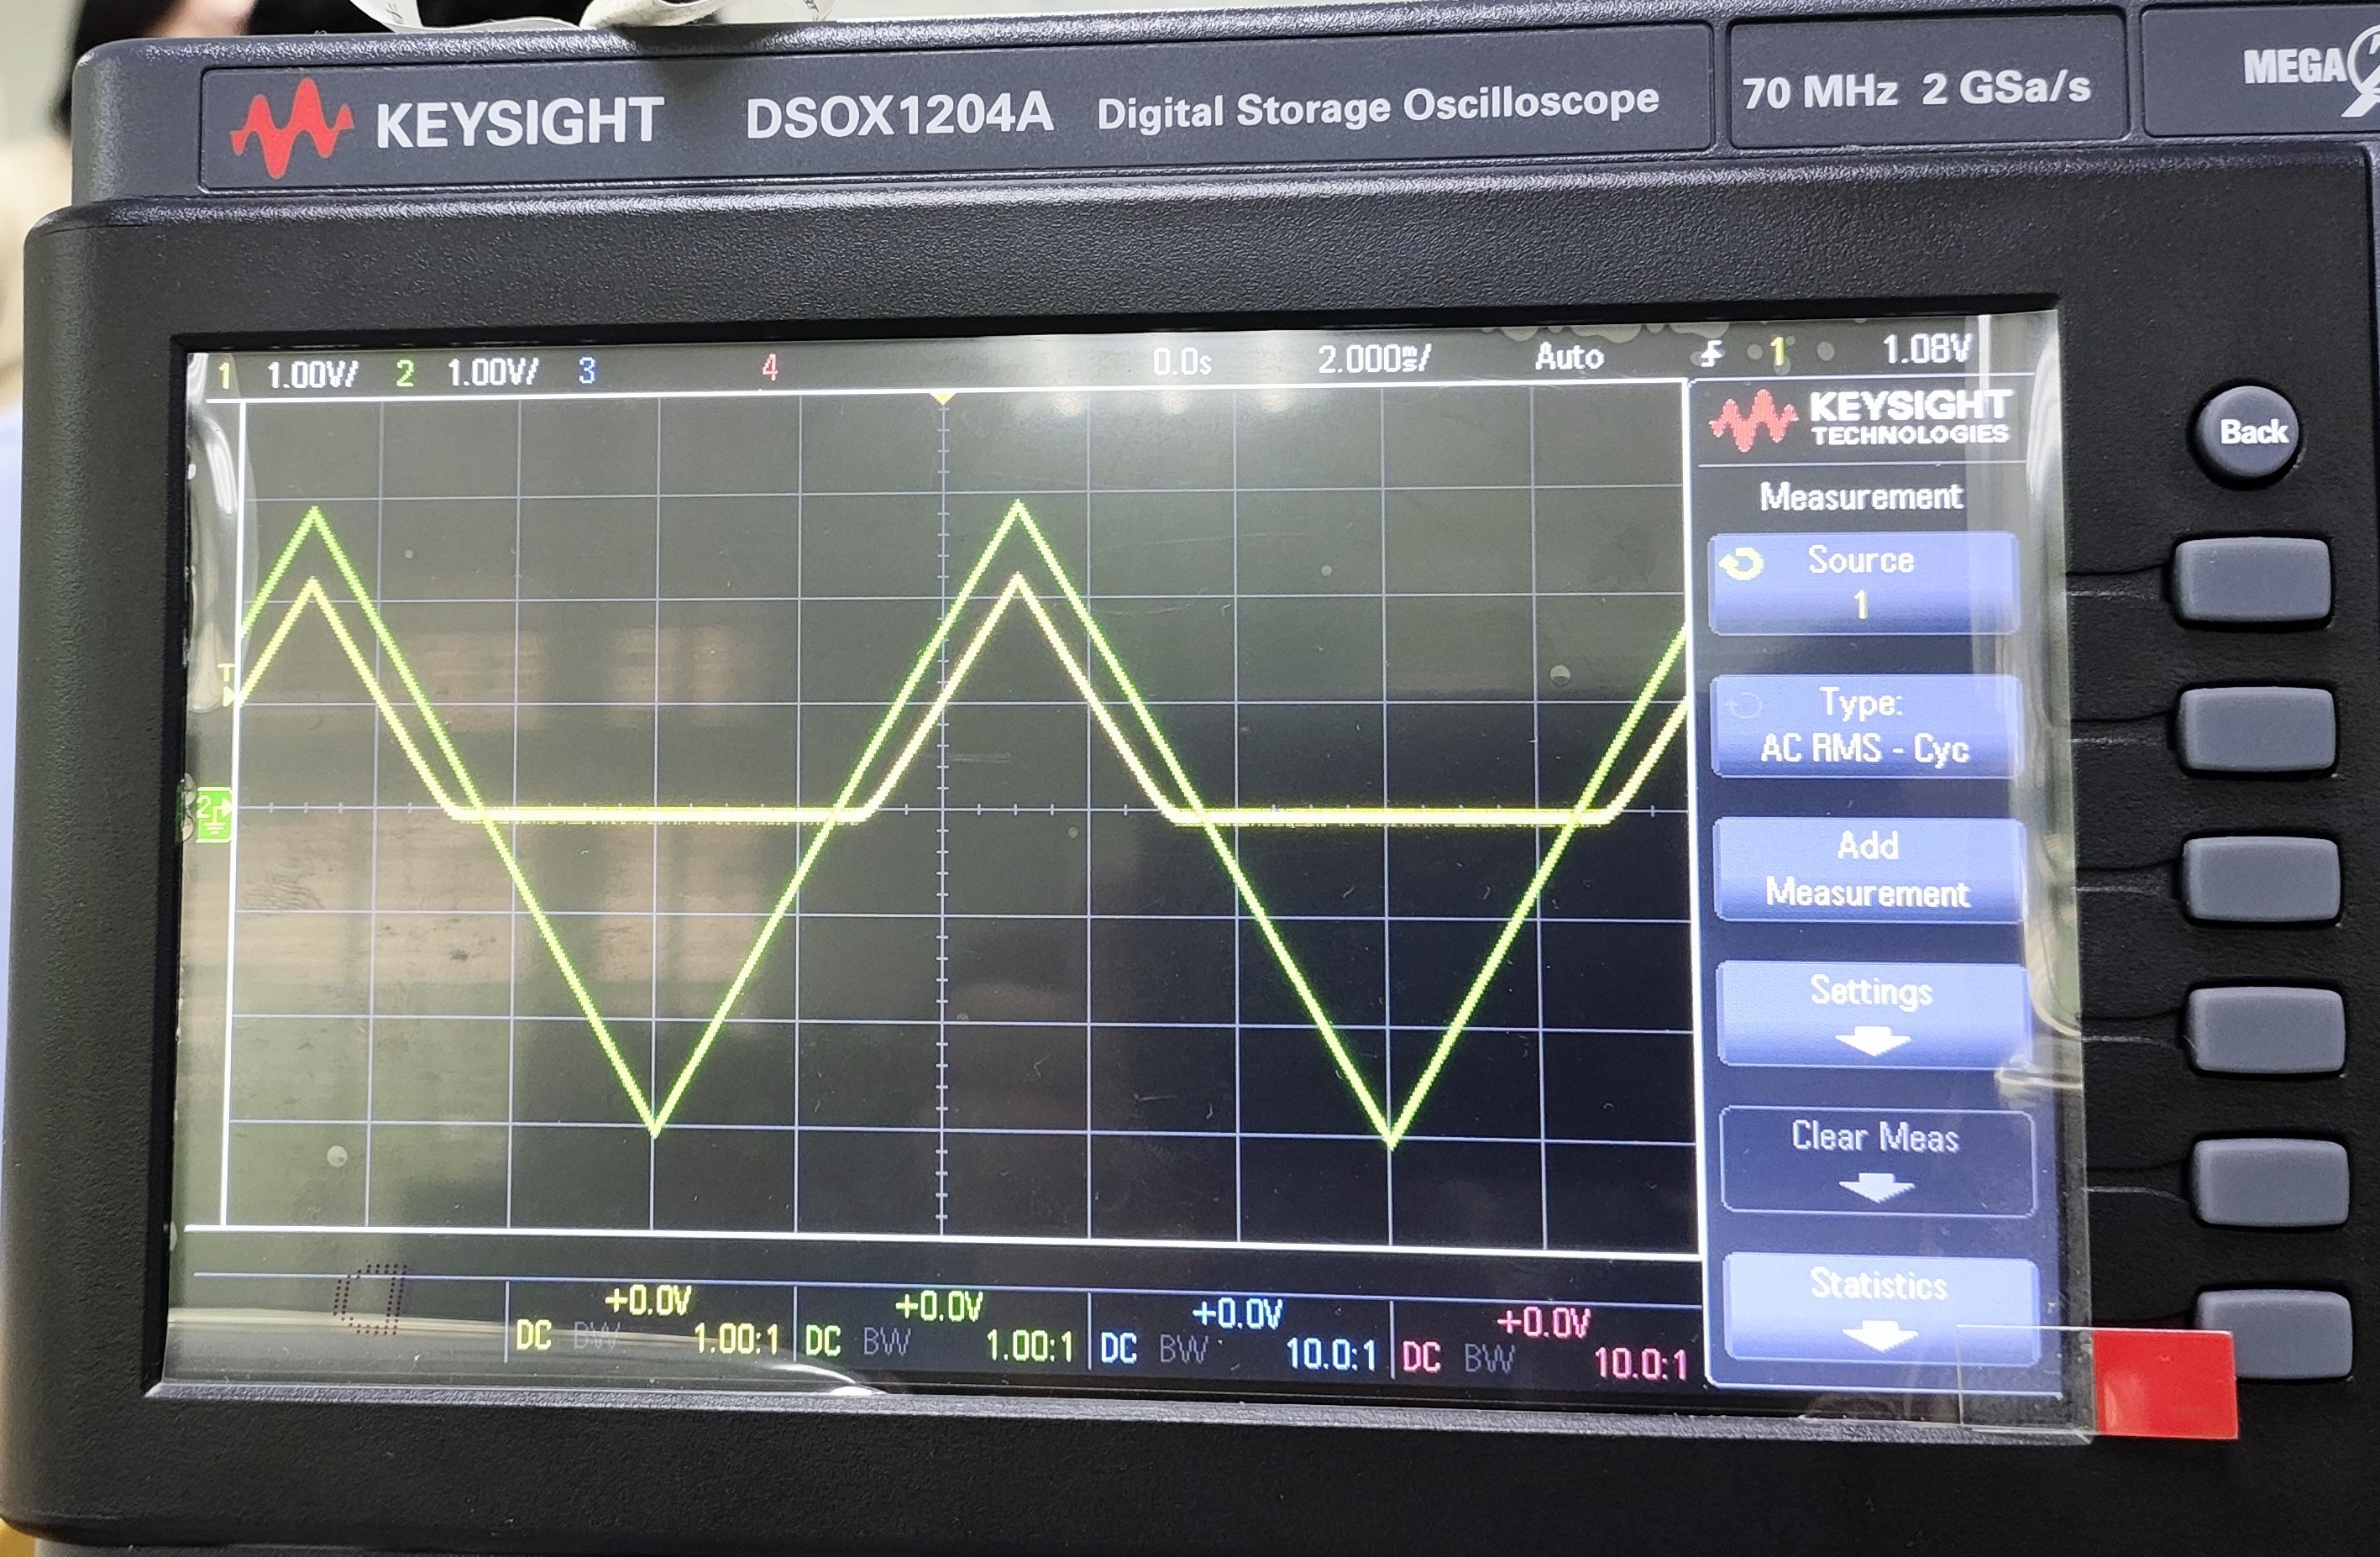 KEYSIGHT DSOX1204A Digital Storage Oscilloscope 70 MHz 2 GSa/s MEGA
1 1.00V/ 2 1.00V/ 3 4 0.0s 2.000ms/ Auto 1 1.08V
KEYSIGHT
TECHNOLOGIES
Measurement
Source
1
Type:
AC RMS - Cyc
Add
Measurement
Settings
Clear Meas
Statistics
Back
T
2
+0.0V +0.0V +0.0V +0.0V
DC BW 1.00:1 DC BW 1.00:1 DC BW 10.0:1 DC BW 10.0:1